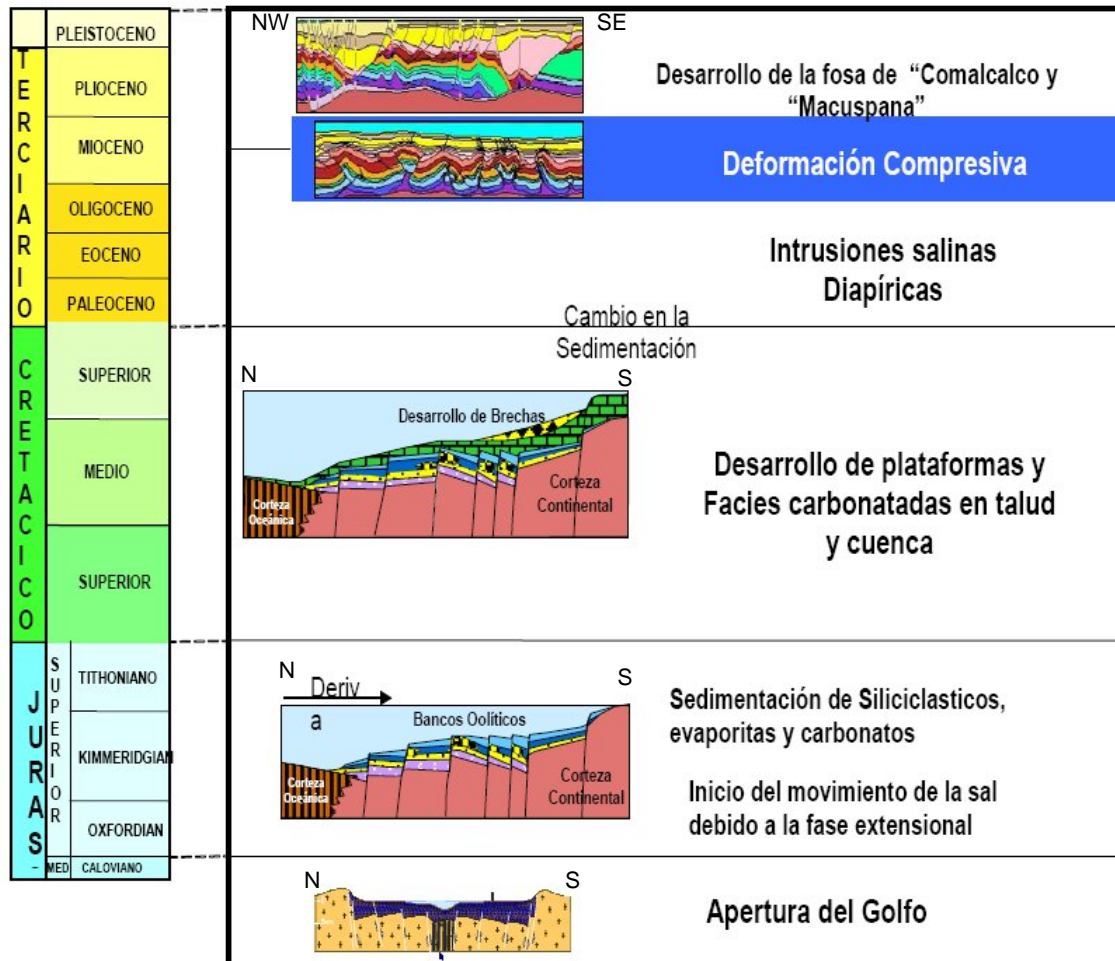 NW
SE
PLEISTOCENO
TERCIARIO
PLIOCENO
MIOCENO
OLIGOCENO
EOCENO
PALEOCENO
Desarrollo de la fosa de “Comalcalco y
“Macuspana”
Deformación Compresiva
Intrusiones salinas
Diapíricas
Cambio en la
Sedimentación
CRETACICO
SUPERIOR
MEDIO
SUPERIOR
N
S
Desarrollo de Brechas
Corteza
Oceánica
Corteza
Continental
Desarrollo de plataformas y
Facies carbonatadas en talud
y cuenca
JURAS-
SUPERIOR
TITHONIANO
KIMMERIDGIAN
OXFORDIAN
MED
CALOVIANO
N
S
Deriv
a
Bancos Oolíticos
Corteza
Oceánica
Corteza
Continental
Sedimentación de Siliciclasticos,
evaporitas y carbonatos
Inicio del movimiento de la sal
debido a la fase extensional
N
S
Apertura del Golfo